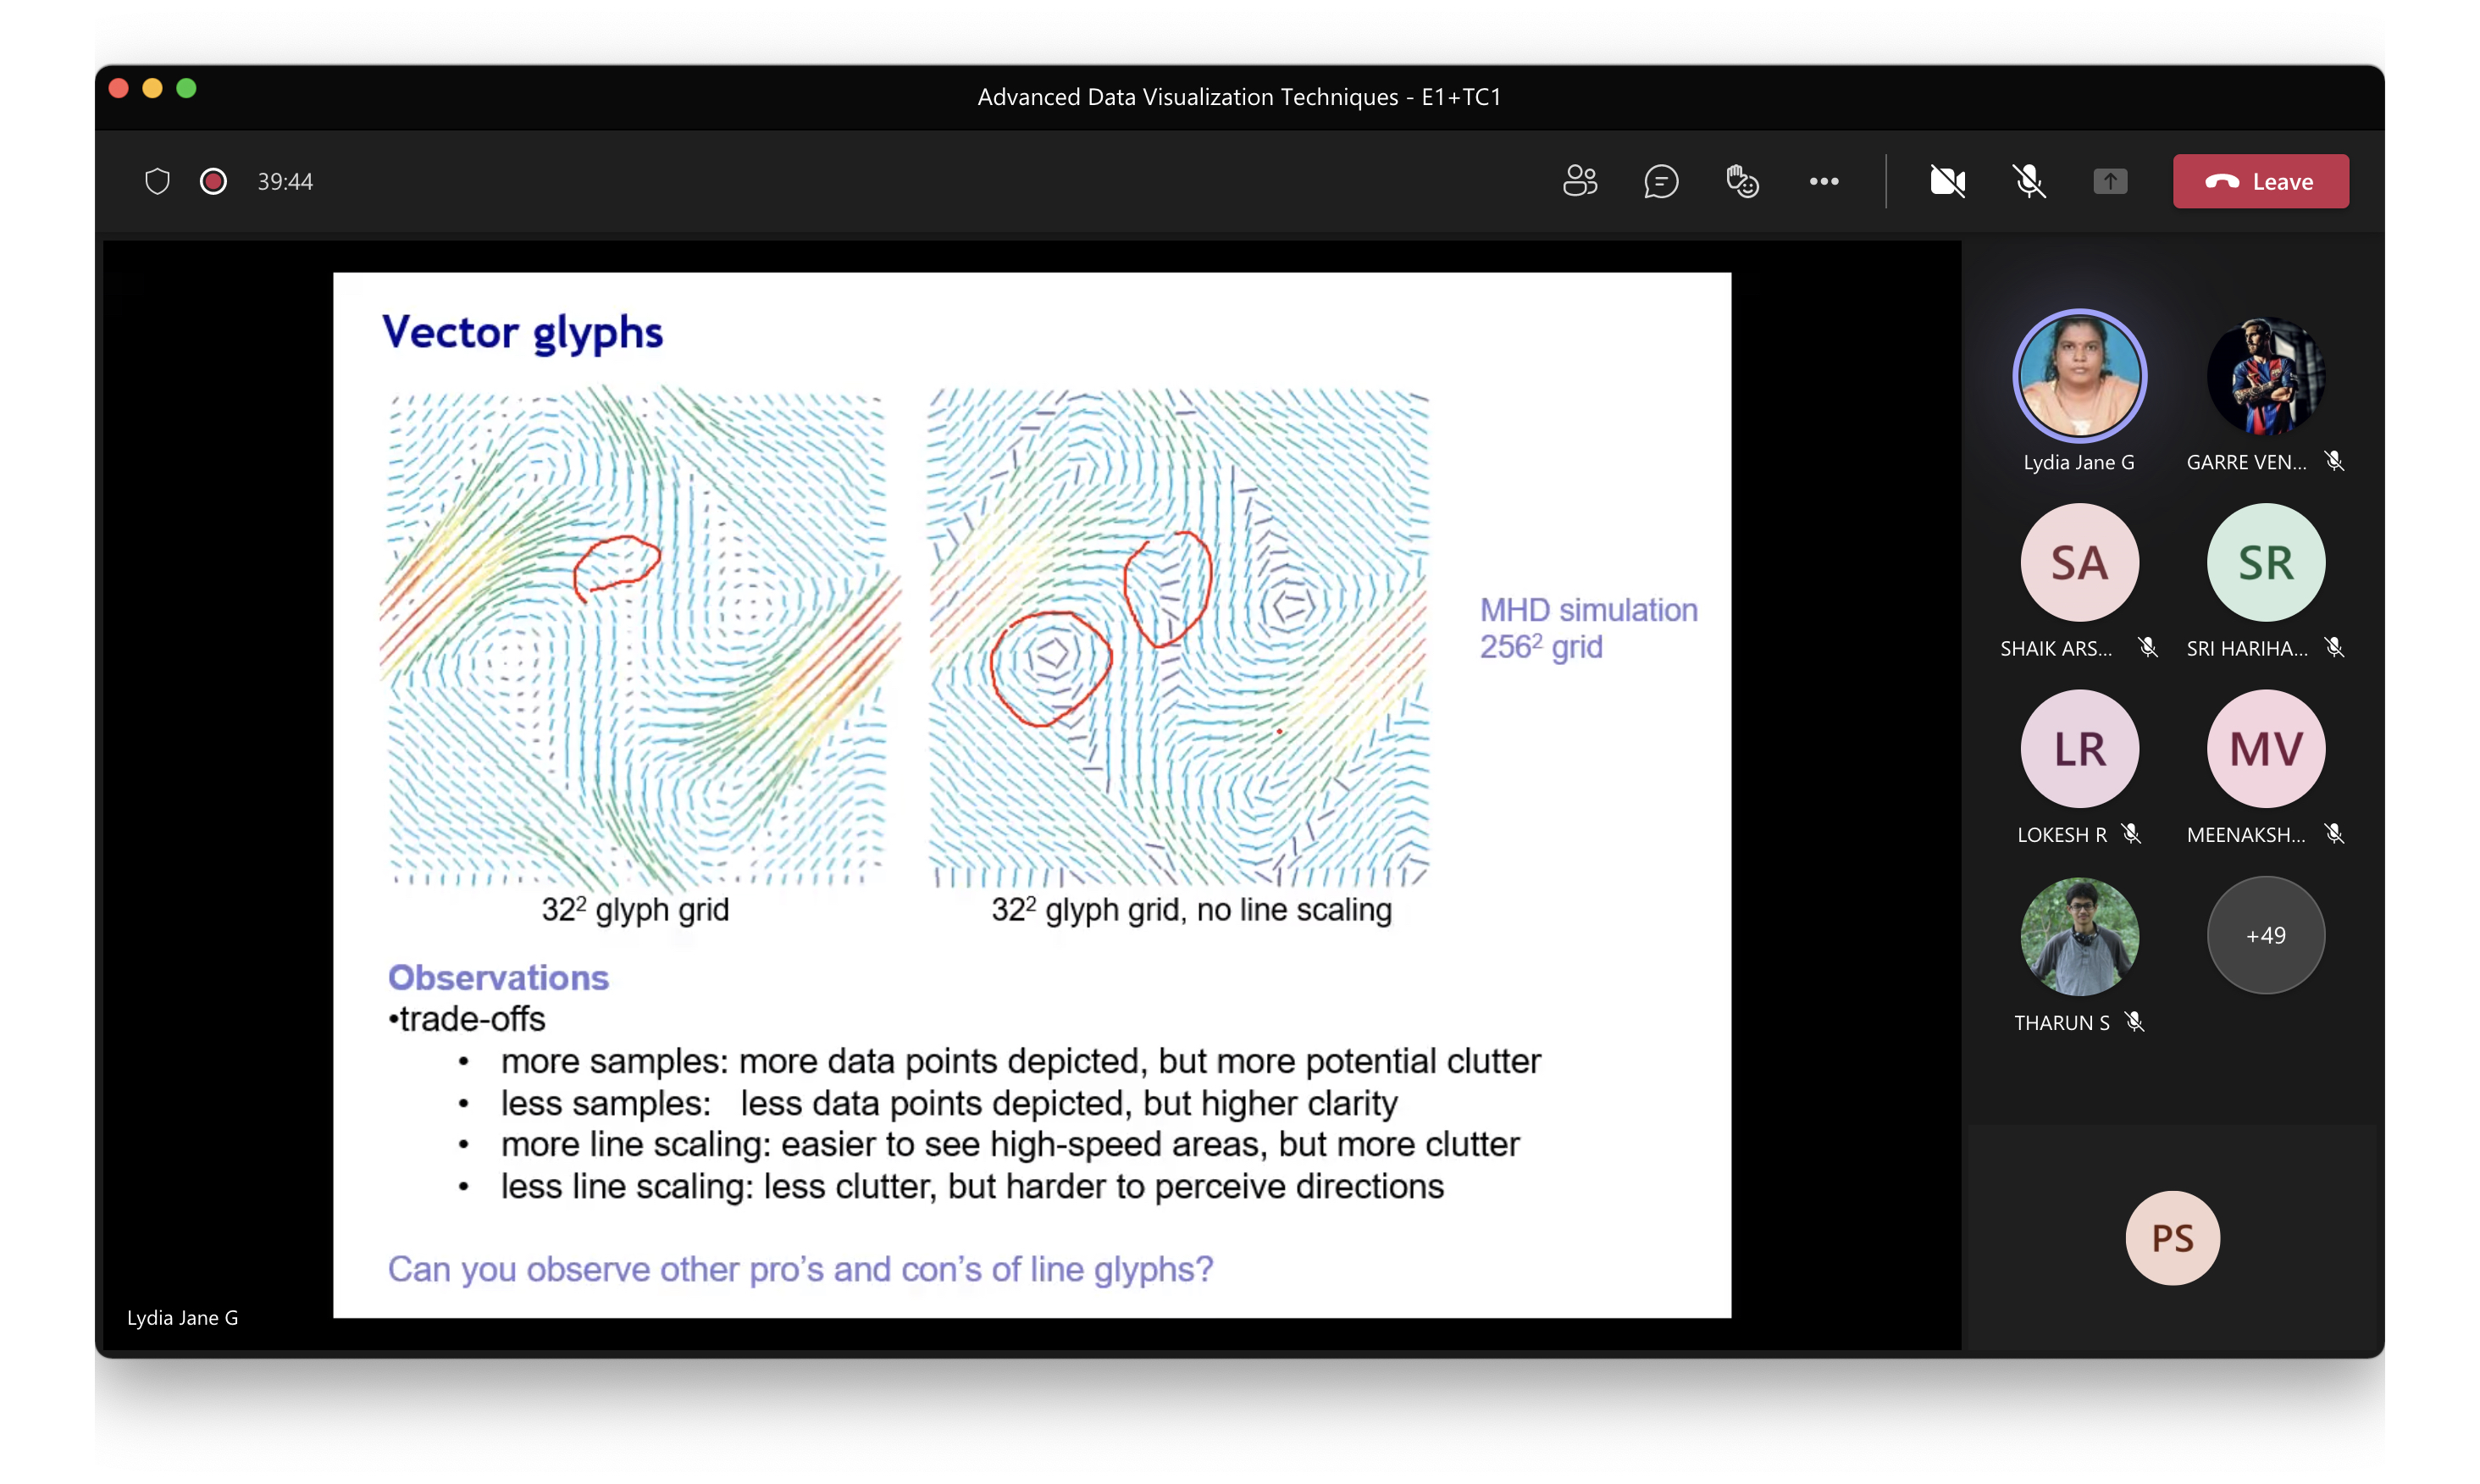 Advanced Data Visualization Techniques - E1+TC1
39:44
Leave
Vector glyphs
MHD simulation
256² grid
32² glyph grid
32² glyph grid, no line scaling
Observations
•trade-offs
• more samples: more data points depicted, but more potential clutter
• less samples: less data points depicted, but higher clarity
• more line scaling: easier to see high-speed areas, but more clutter
• less line scaling: less clutter, but harder to perceive directions
Can you observe other pro's and con's of line glyphs?
Lydia Jane G
Lydia Jane G
GARRE VEN...
SA
SR
SHAIK ARS...
SRI HARIHA...
LR
MV
LOKESH R
MEENAKSH...
+49
THARUN S
PS